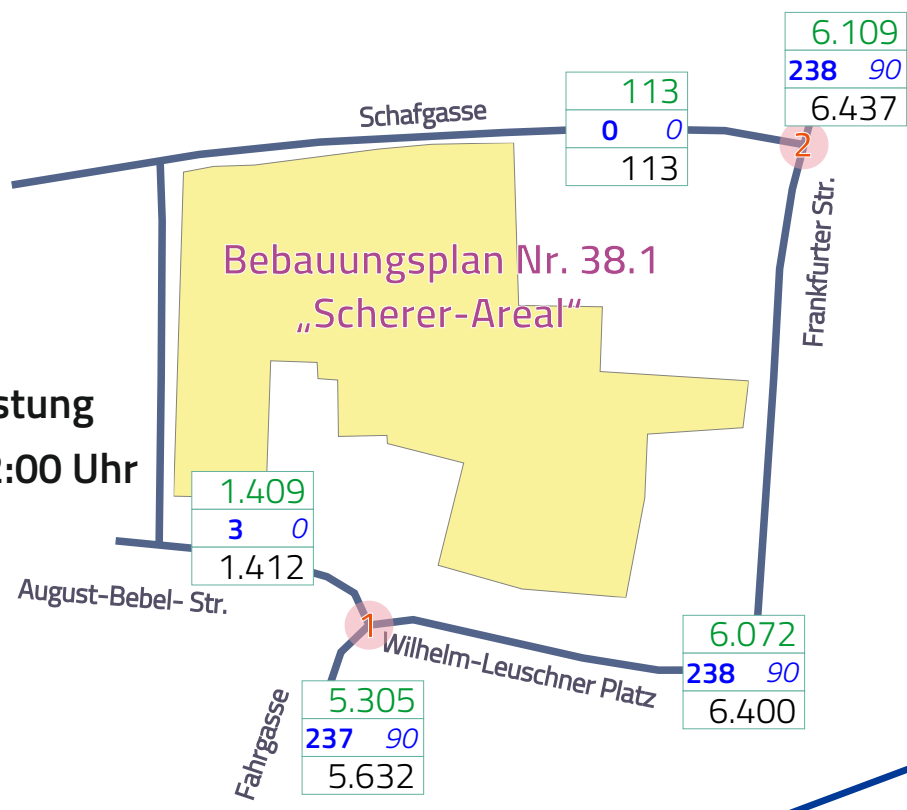 6.109
238 90
6.437
113
0 0
113
Schafgasse
2
Bebauungsplan Nr. 38.1
„Scherer-Areal“
Frankfurter Str.
stung
2:00 Uhr
1.409
3 0
1.412
August-Bebel- Str.
1
Wilhelm-Leuschner Platz
6.072
238 90
6.400
Fahrgasse
5.305
237 90
5.632